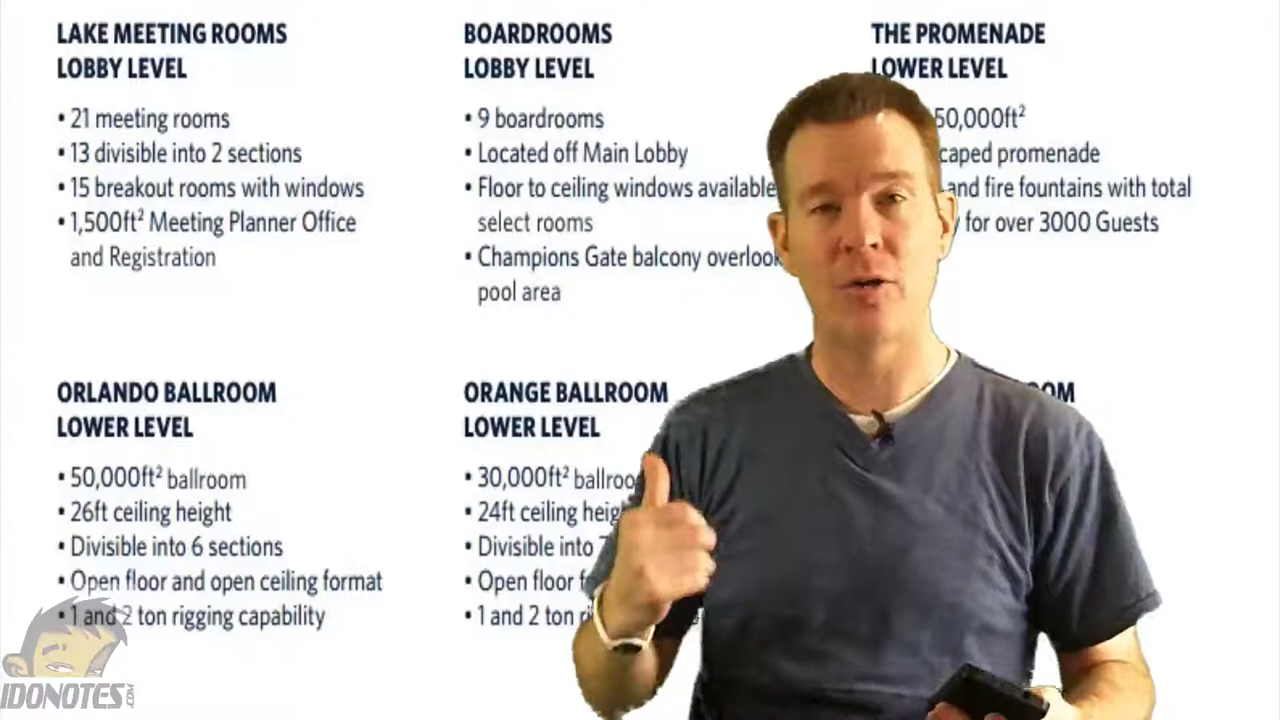 LAKE MEETING ROOMS
LOBBY LEVEL
• 21 meeting rooms
• 13 divisible into 2 sections
• 15 breakout rooms with windows
• 1,500ft² Meeting Planner Office
and Registration
BOARDROOMS
LOBBY LEVEL
• 9 boardrooms
• Located off Main Lobby
• Floor to ceiling windows available
select rooms
• Champions Gate balcony overlook
pool area
THE PROMENADE
LOWER LEVEL
50,000ft²
promenade
and fire fountains with total
for over 3000 Guests
ORLANDO BALLROOM
LOWER LEVEL
• 50,000ft² ballroom
• 26ft ceiling height
• Divisible into 6 sections
• Open floor and open ceiling format
• 1 and 2 ton rigging capability
ORANGE BALLROOM
LOWER LEVEL
• 30,000ft²
• 24ft ceiling
• Divisible into
• Open floor
• 1 and 2 ton
IDONOTES.COM